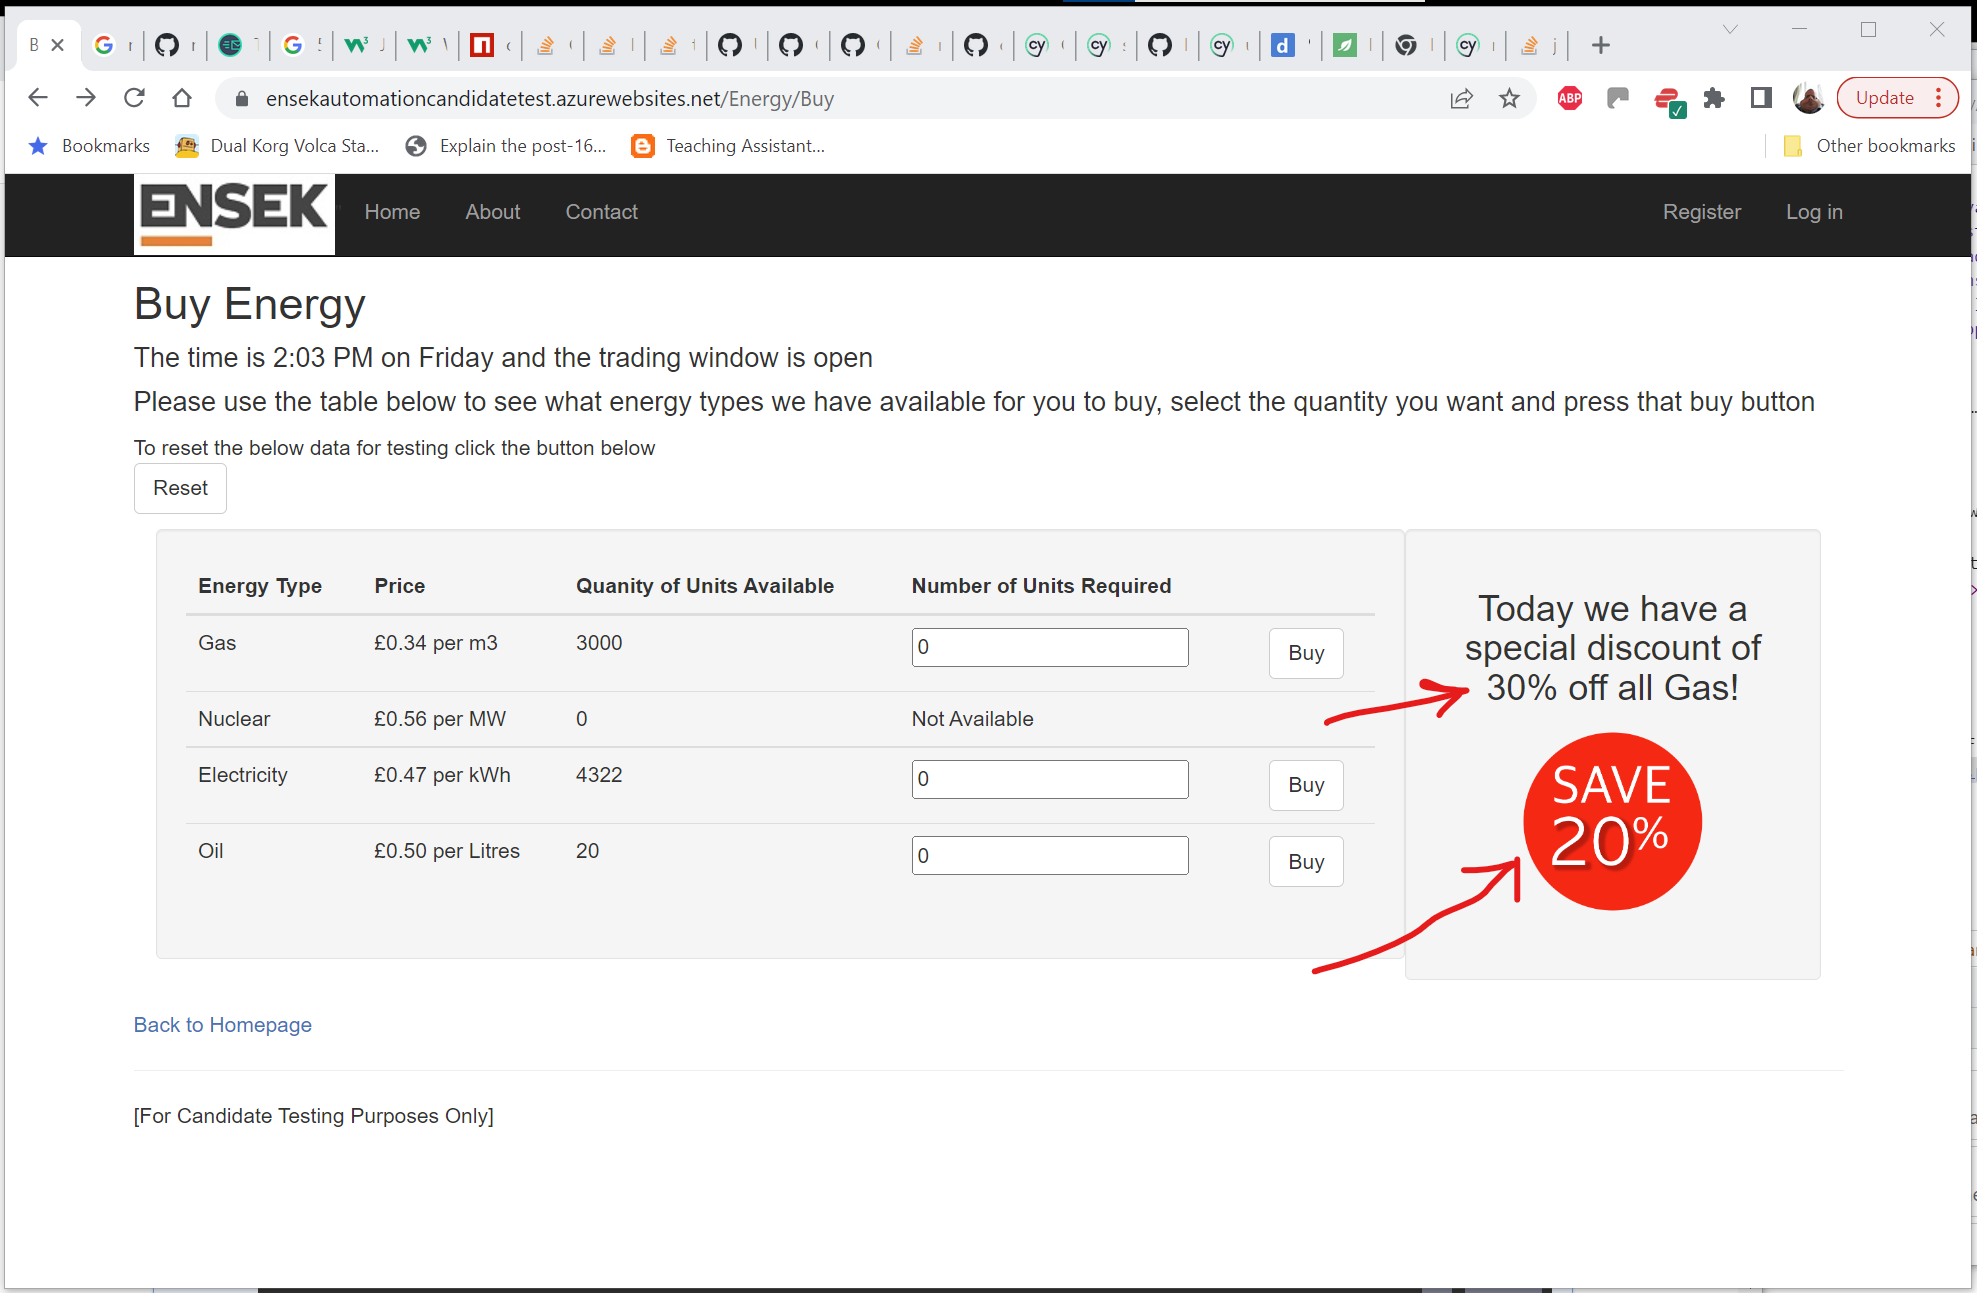 B
ensekautomationcandidatetest.azurewebsites.net/Energy/Buy
ABP
Update
Bookmarks
Dual Korg Volca Sta...
Explain the post-16...
Teaching Assistant...
Other bookmarks
ENSEK
Home
About
Contact
Register
Log in
Buy Energy
The time is 2:03 PM on Friday and the trading window is open
Please use the table below to see what energy types we have available for you to buy, select the quantity you want and press that buy button
To reset the below data for testing click the button below
Reset
Energy Type Price Quanity of Units Available Number of Units Required
Gas £0.34 per m3 3000 0 Buy
Nuclear £0.56 per MW 0 Not Available
Electricity £0.47 per kWh 4322 0 Buy
Oil £0.50 per Litres 20 0 Buy
Today we have a
special discount of
30% off all Gas!
SAVE
20%
Back to Homepage
[For Candidate Testing Purposes Only]